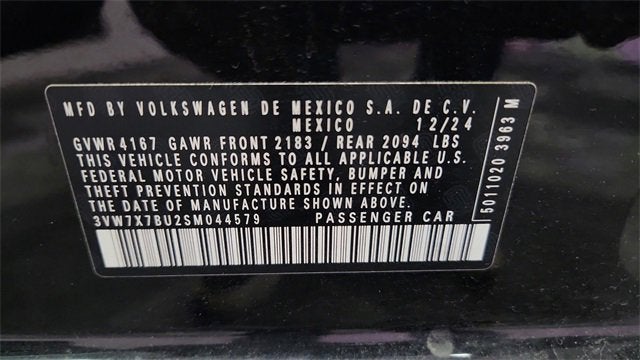 MFD BY VOLKSWAGEN DE MEXICO S.A. DE C.V.
MEXICO 12/24
GVWR 4167 GAWR FRONT 2183 / REAR 2094 LBS
THIS VEHICLE CONFORMS TO ALL APPLICABLE U.S.
FEDERAL MOTOR VEHICLE SAFETY, BUMPER AND
THEFT PREVENTION STANDARDS IN EFFECT ON
THE DATE OF MANUFACTURE SHOWN ABOVE.
3VW7X7BU2SM044579 PASSENGER CAR
5011020 3963 M